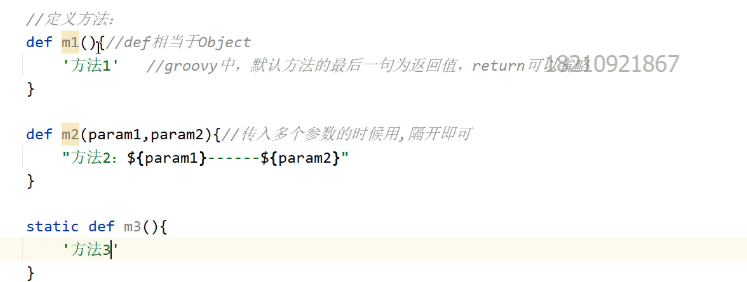 //定义方法:
def m1(){//def相当于Object
    '方法1'   //groovy中，默认方法的最后一句为返回值，return可以省略
18210921867
}
def m2(param1,param2){//传入多个参数的时候用,隔开即可
    "方法2: ${param1}------${param2}"
}
static def m3(){
    '方法3'
}